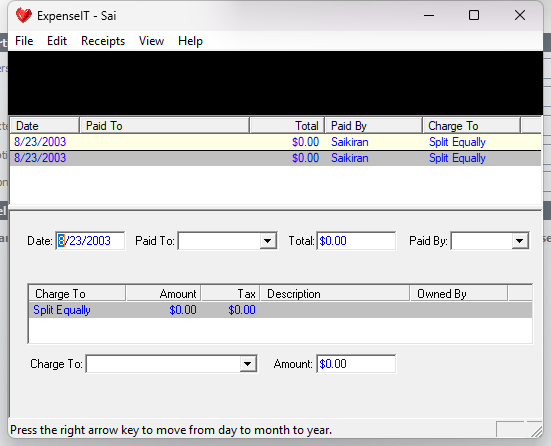 ExpenseIT - Sai
File Edit Receipts View Help
Date Paid To Total Paid By Charge To
8/23/2003 $0.00 Saikiran Split Equally
8/23/2003 $0.00 Saikiran Split Equally
Date: 8/23/2003 Paid To: Total: $0.00 Paid By:
Charge To Amount Tax Description Owned By
Split Equally $0.00 $0.00
Charge To: Amount: $0.00
Press the right arrow key to move from day to month to year.